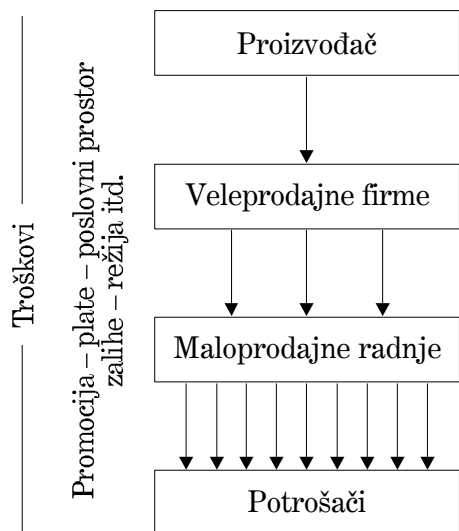 Troškovi
Promocija – plate – poslovni prostor
zalihe – režija itd.
Proizvođač
Veleprodajne firme
Maloprodajne radnje
Potrošači